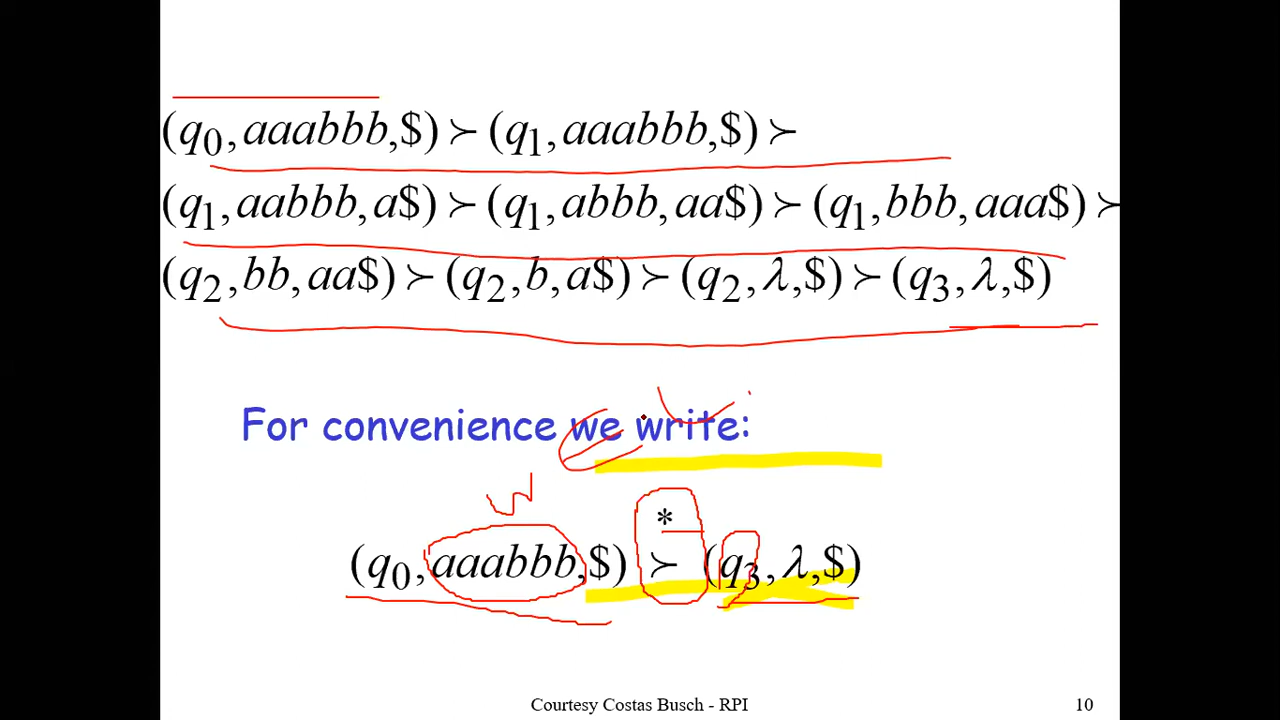 (q0, aaabbb, $) ≻ (q1, aaabbb, $) ≻
(q1, aabbb, a$) ≻ (q1, abbb, aa$) ≻ (q1, bbb, aaa$) ≻
(q2, bb, aa$) ≻ (q2, b, a$) ≻ (q2, λ, $) ≻ (q3, λ, $)
For convenience we write:
w
*
(q0, aaabbb, $) ≻ (q3, λ, $)
Courtesy Costas Busch - RPI 10